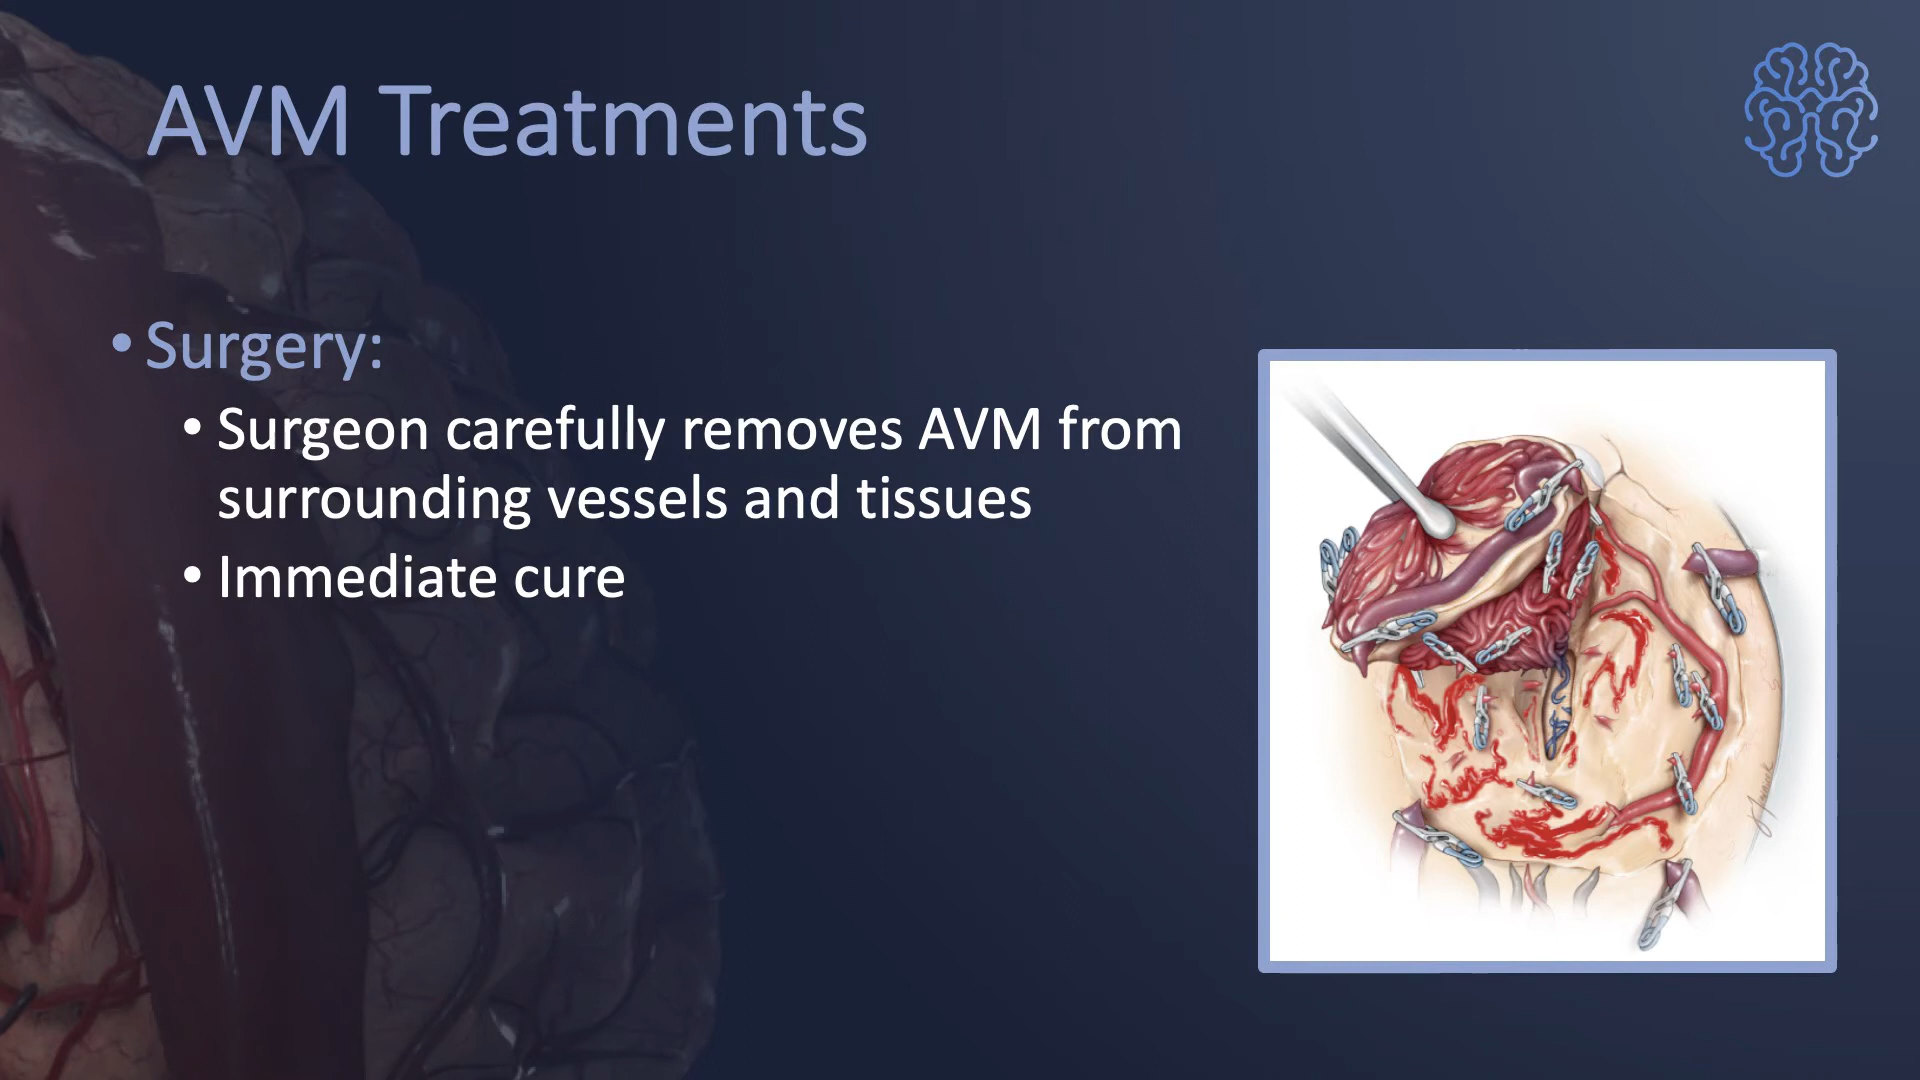 AVM Treatments
• Surgery:
• Surgeon carefully removes AVM from
surrounding vessels and tissues
• Immediate cure